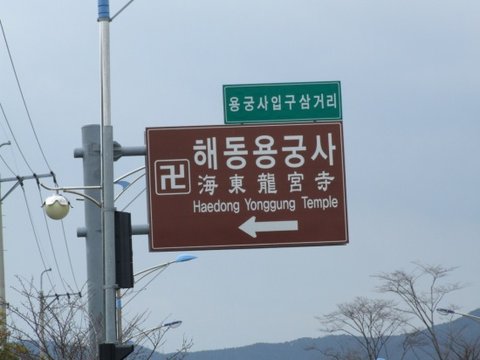 용궁사입구삼거리
해동용궁사
海東龍宮寺
Haedong Yonggung Temple